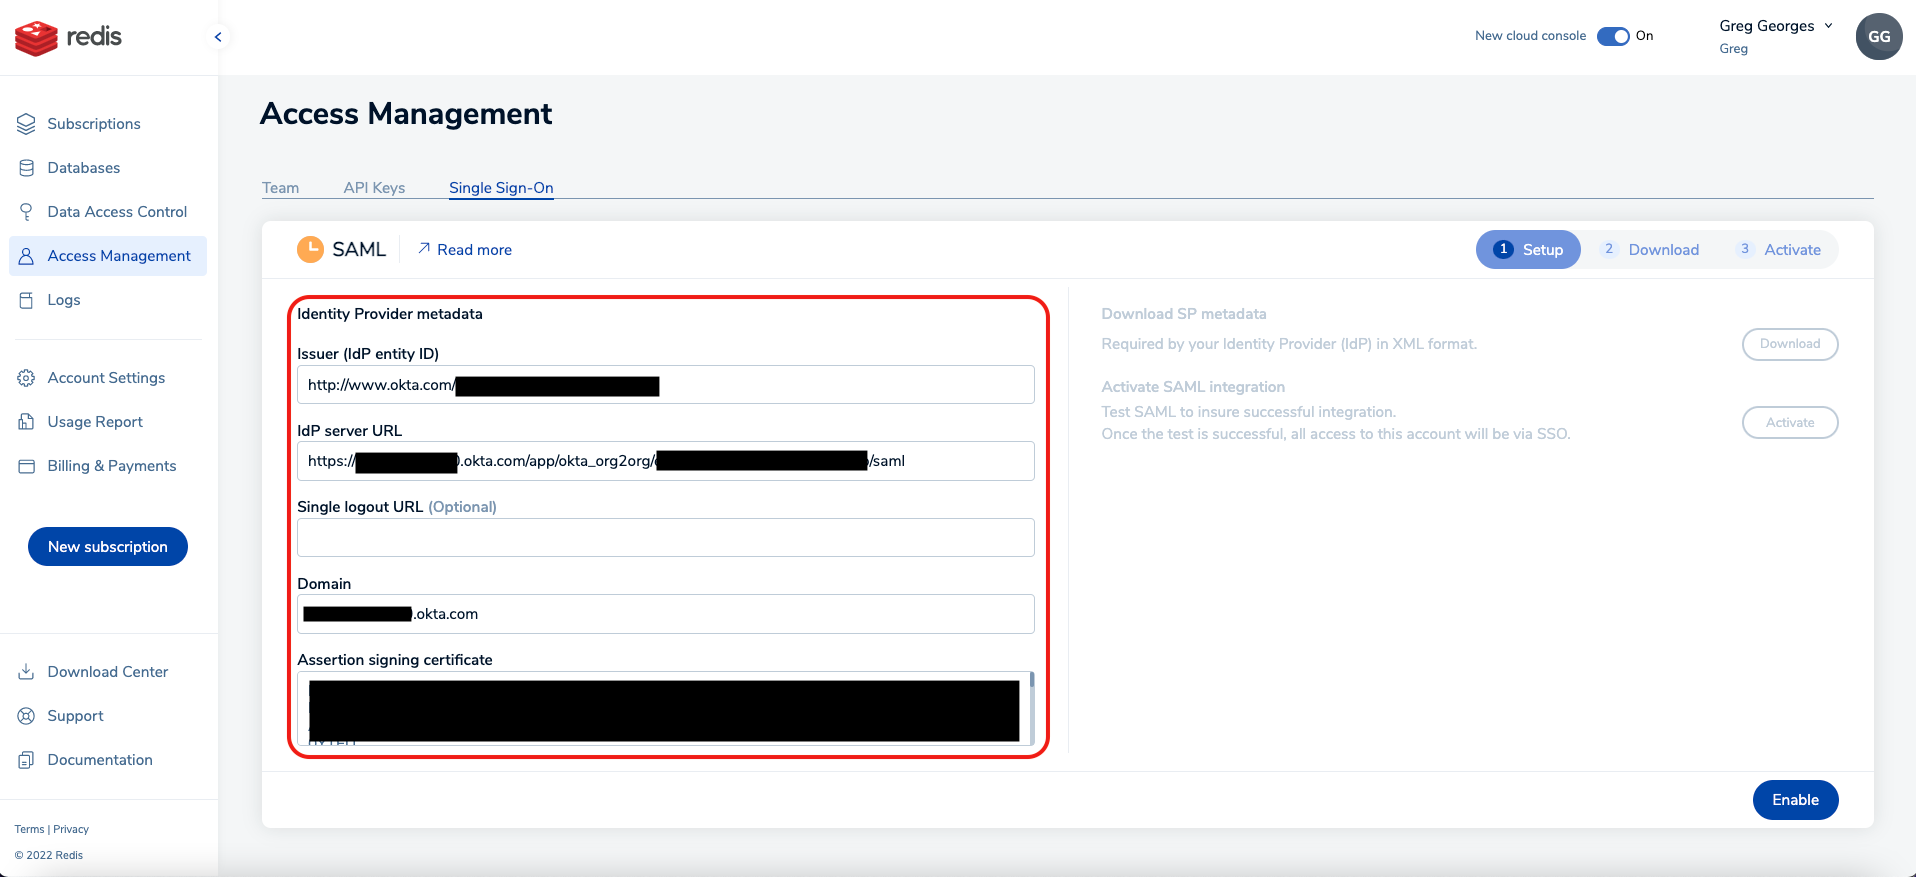 redis
New cloud console
On
Greg Georges
Greg
GG
Subscriptions
Databases
Data Access Control
Access Management
Logs
Account Settings
Usage Report
Billing & Payments
New subscription
Download Center
Support
Documentation
Terms | Privacy
© 2022 Redis
Access Management
Team
API Keys
Single Sign-On
SAML
Read more
1 Setup
2 Download
3 Activate
Identity Provider metadata
Issuer (IdP entity ID)
http://www.okta.com/
IdP server URL
https:// .okta.com/app/okta_org2org/ /saml
Single logout URL (Optional)
Domain
.okta.com
Assertion signing certificate
Download SP metadata
Required by your Identity Provider (IdP) in XML format.
Download
Activate SAML integration
Test SAML to insure successful integration.
Once the test is successful, all access to this account will be via SSO.
Activate
Enable